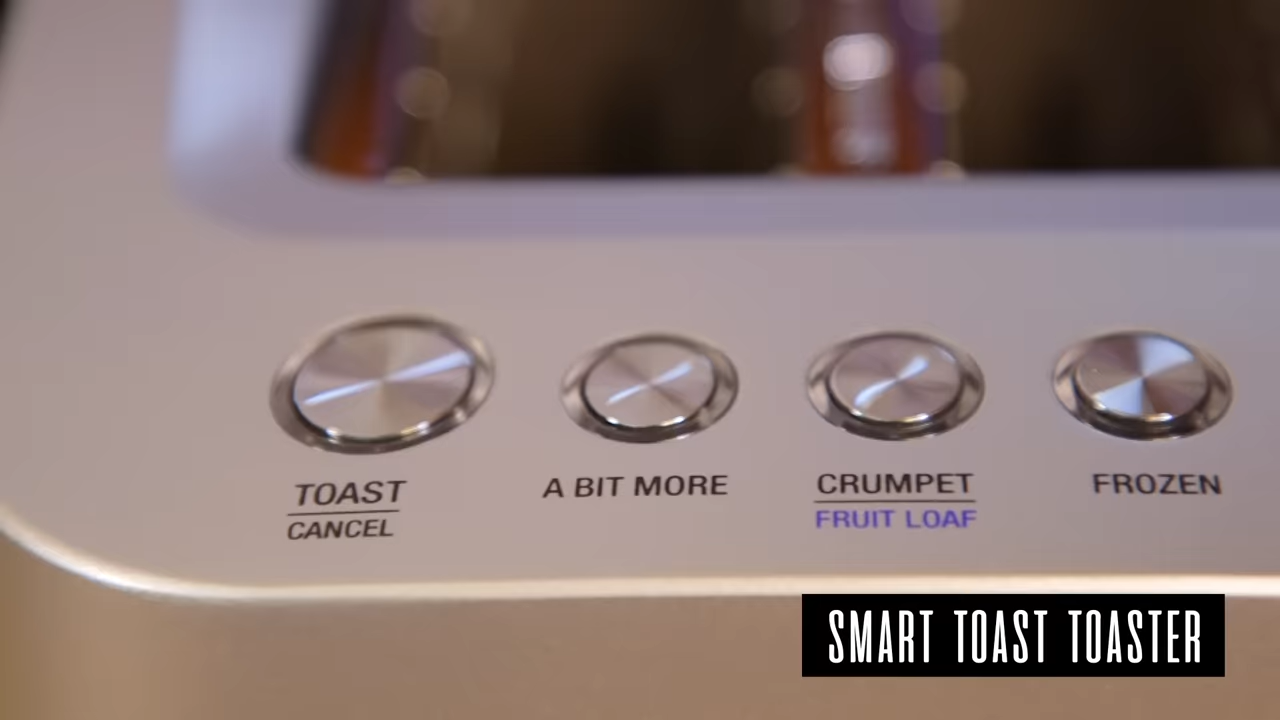 TOAST
CANCEL
A BIT MORE
CRUMPET
FRUIT LOAF
FROZEN
SMART TOAST TOASTER